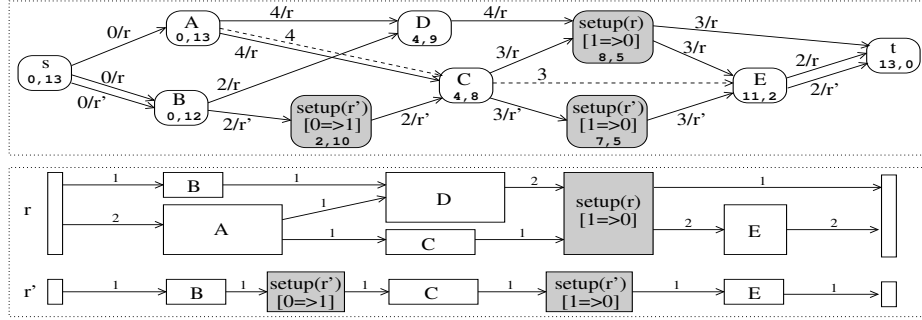 0/r
A
0,13
4/r
4
4/r
D
4,9
4/r
setup(r)
[1=>0]
8,5
3/r
t
13,0
s
0,13
0/r
0/r'
B
0,12
2/r
2/r'
setup(r')
[0=>1]
2,10
2/r'
C
4,8
3/r
3
3/r'
setup(r')
[1=>0]
7,5
3/r
3/r'
E
11,2
2/r
2/r'
r
1
B
1
D
2
setup(r)
[1=>0]
1
2
A
1
1
C
1
2
E
2
r'
1
B
1
setup(r')
[0=>1]
1
C
1
setup(r')
[1=>0]
1
E
1